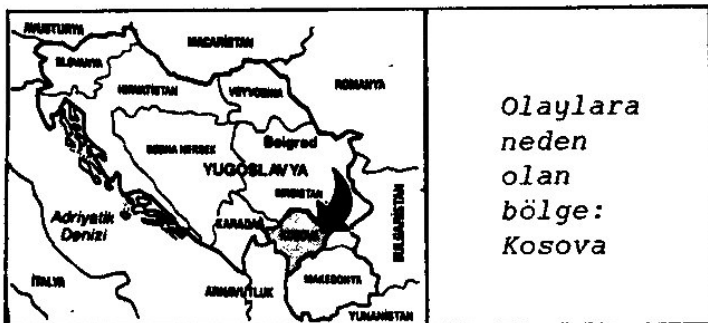 AVUSTURYA
MACARİSTAN
SLOVANYA
HIRVATİSTAN
VOYVODİNA
ROMANYA
Belgrad
BOSNA HERSEK
YUGOSLAVYA
SIRBİSTAN
Adriyatik
Denizi
KARADAĞ
KOSOVA
BULGARİSTAN
İTALYA
ARNAVUTLUK
MAKEDONYA
YUNANİSTAN
Olaylara
neden
olan
bölge:
Kosova